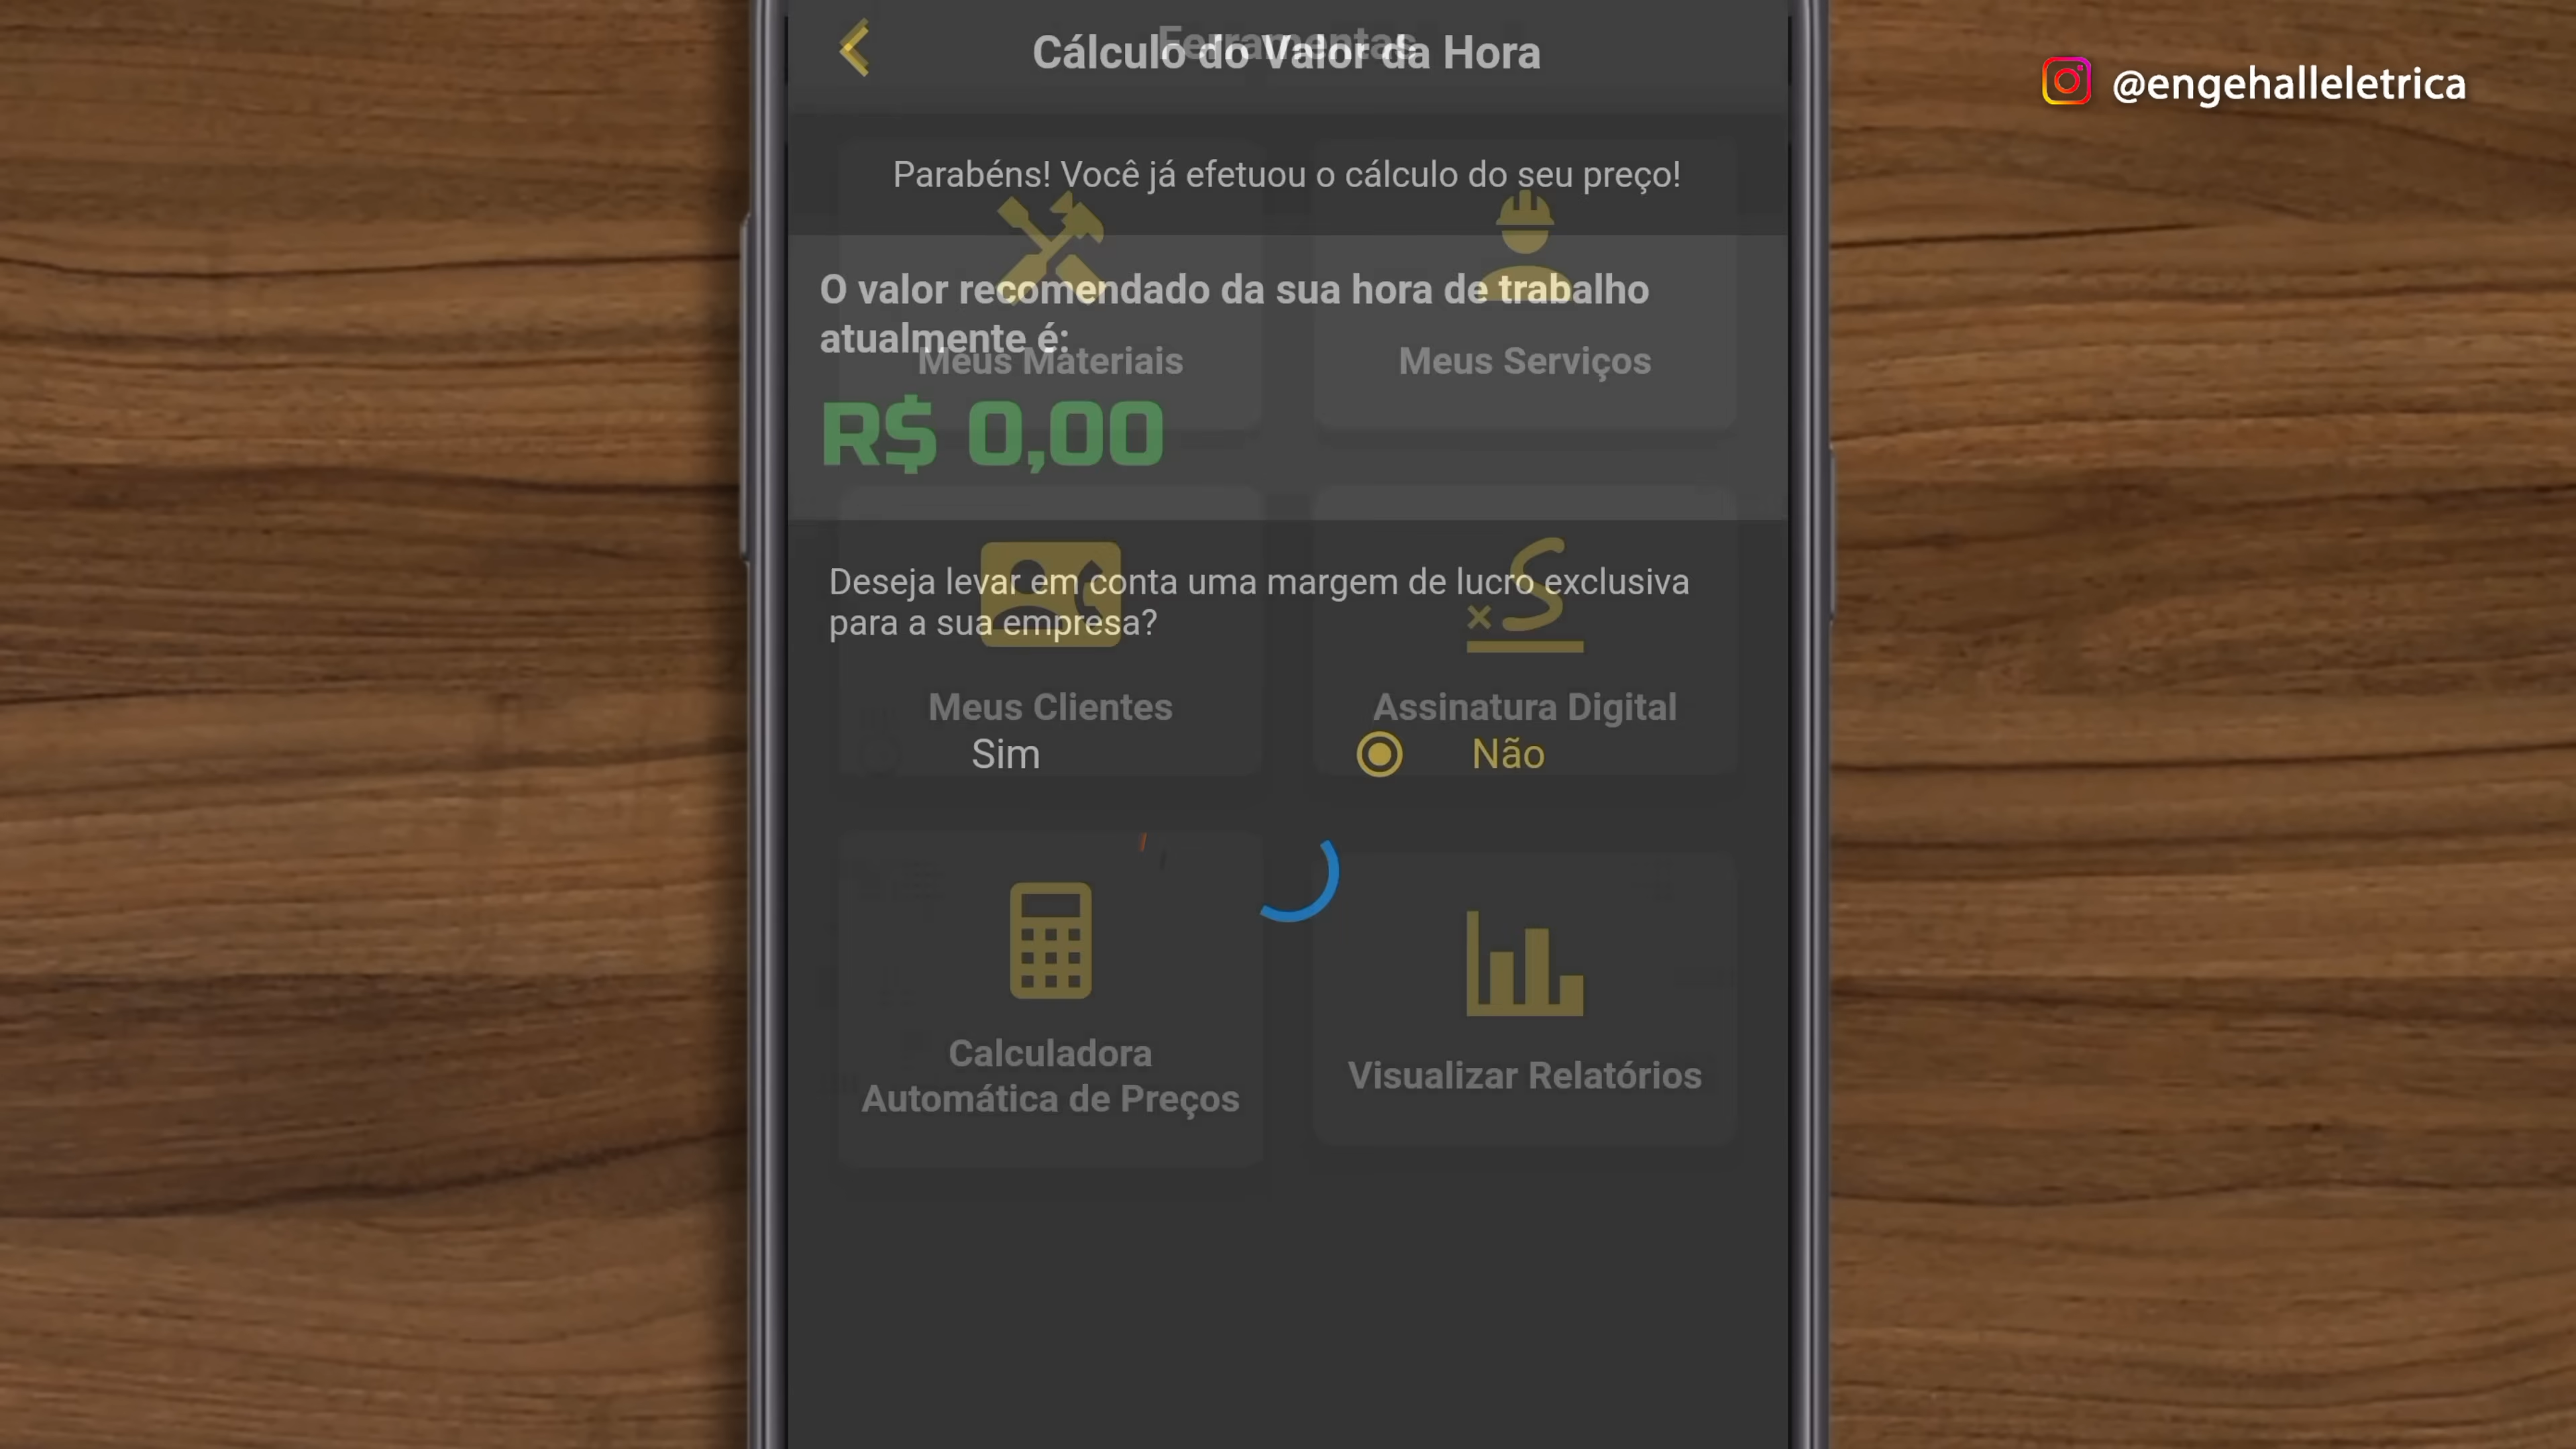 Ferramentas
Cálculo do Valor da Hora
@engehalleletrica
Parabéns! Você já efetuou o cálculo do seu preço!
O valor recomendado da sua hora de trabalho
atualmente é:
Meus Materiais
Meus Serviços
R$ 0,00
Deseja levar em conta uma margem de lucro exclusiva
para a sua empresa?
Meus Clientes
Assinatura Digital
Sim
Não
Calculadora
Automática de Preços
Visualizar Relatórios